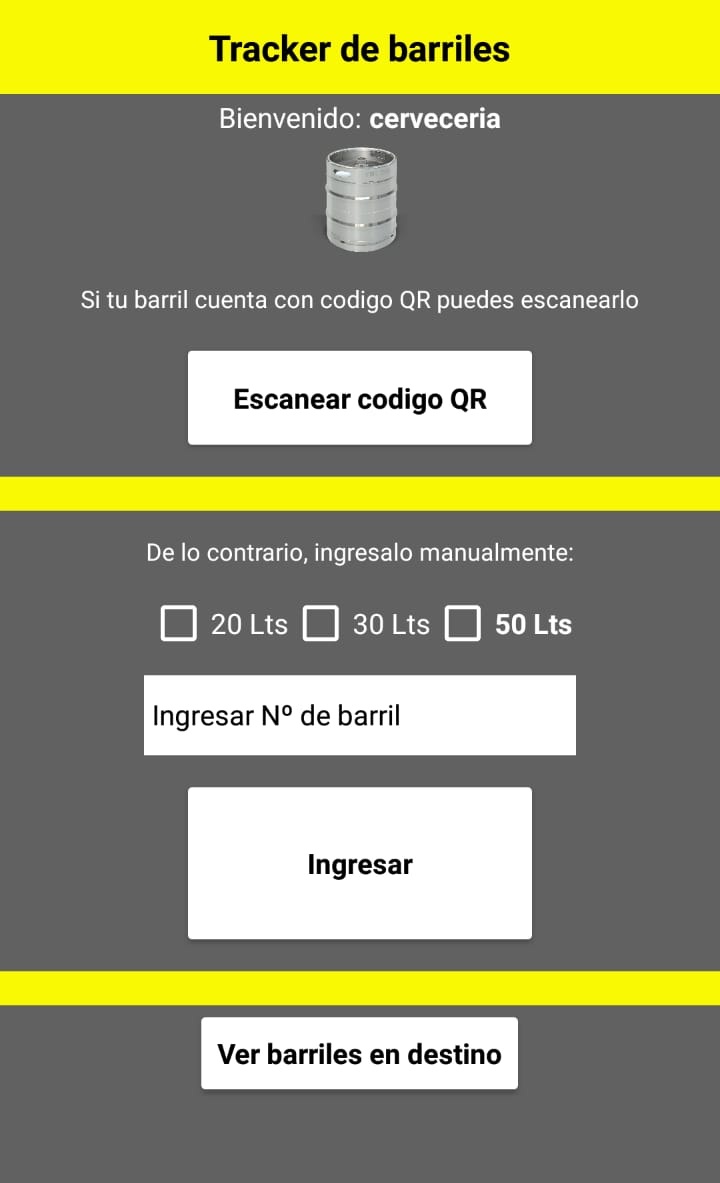 Tracker de barriles
Bienvenido: cerveceria
Si tu barril cuenta con codigo QR puedes escanearlo
Escanear codigo QR
De lo contrario, ingresalo manualmente:
20 Lts 30 Lts 50 Lts
Ingresar Nº de barril
Ingresar
Ver barriles en destino